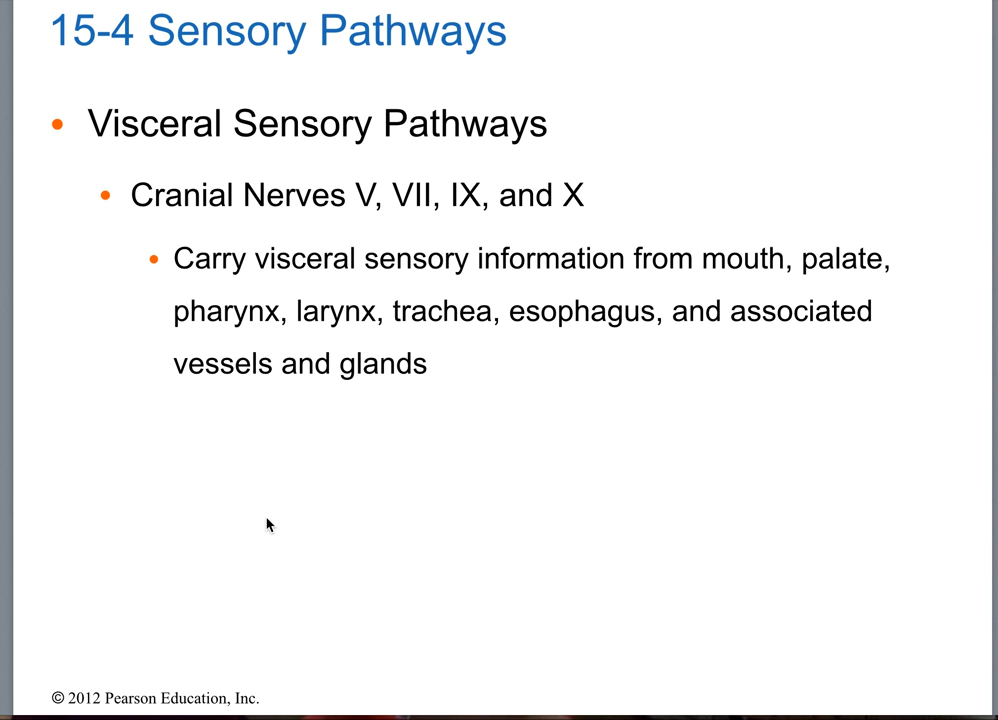 15-4 Sensory Pathways
• Visceral Sensory Pathways
• Cranial Nerves V, VII, IX, and X
• Carry visceral sensory information from mouth, palate,
pharynx, larynx, trachea, esophagus, and associated
vessels and glands
© 2012 Pearson Education, Inc.